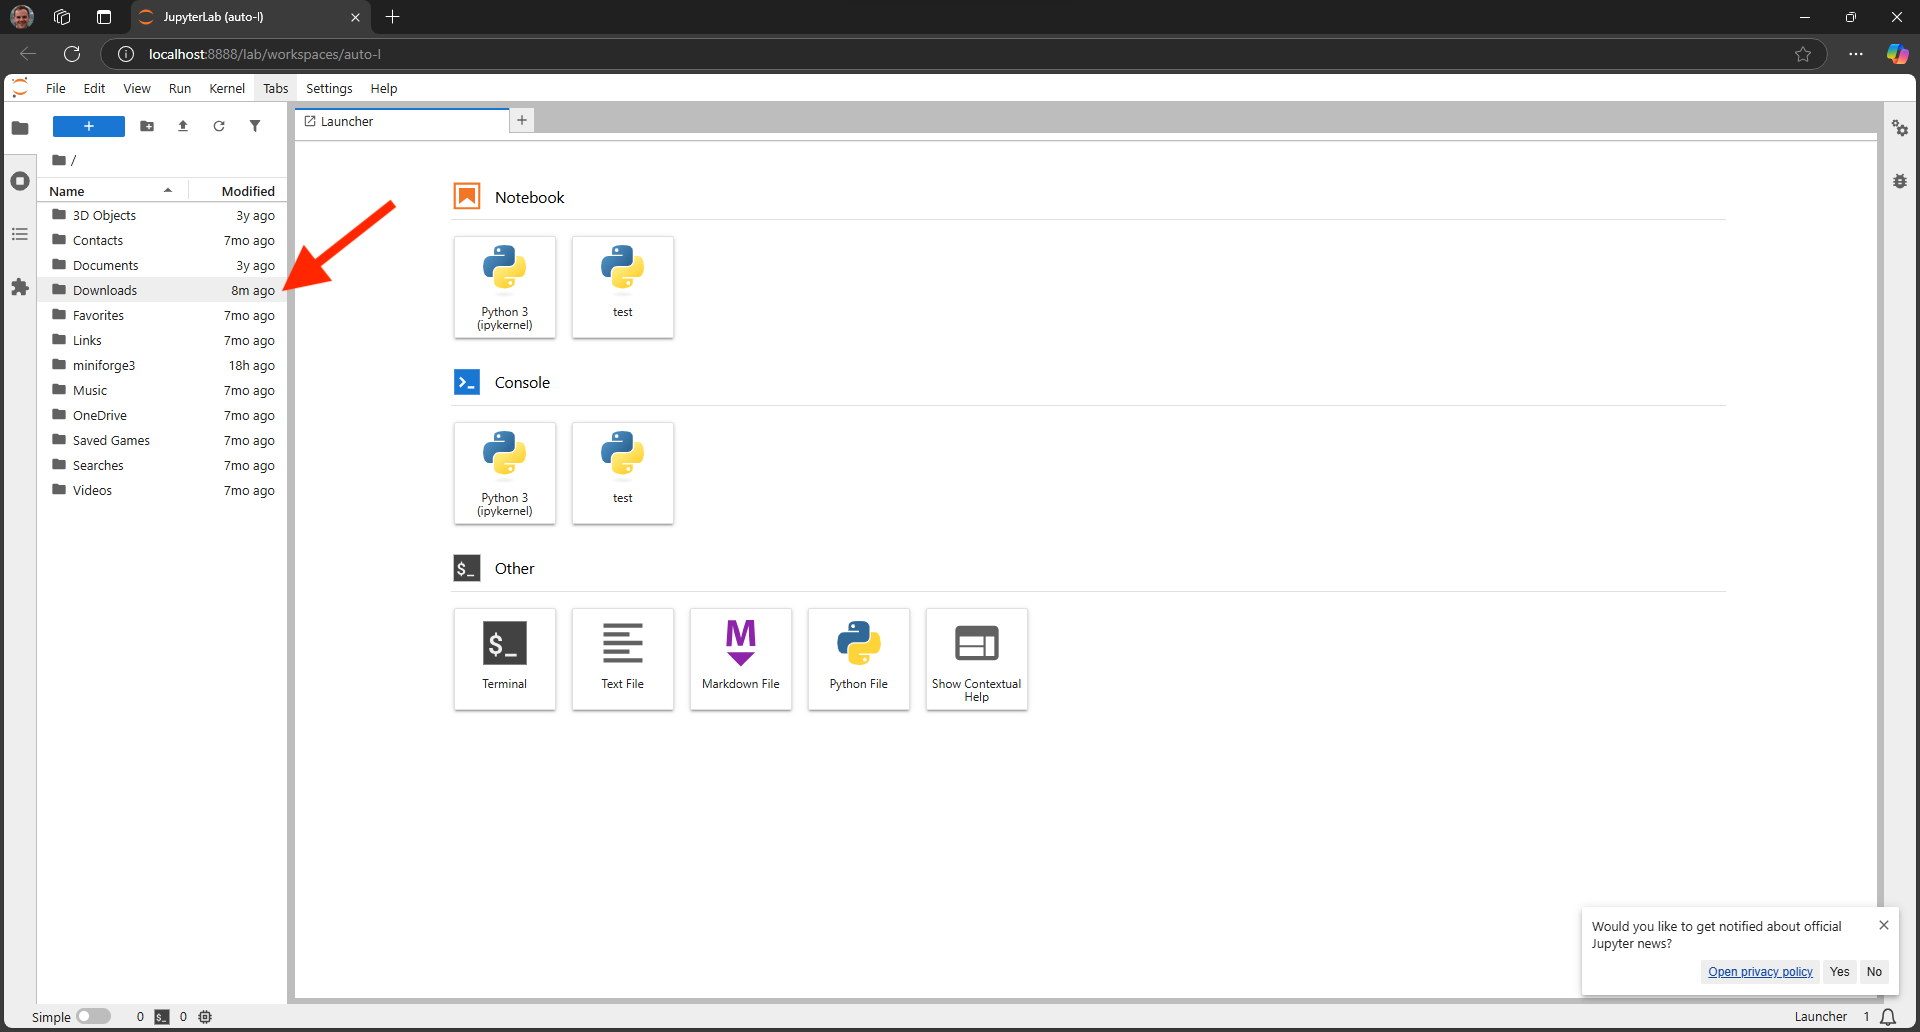 JupyterLab (auto-l)
localhost:8888/lab/workspaces/auto-l
File Edit View Run Kernel Tabs Settings Help
Launcher
/
Name Modified
3D Objects 3y ago
Contacts 7mo ago
Documents 3y ago
Downloads 8m ago
Favorites 7mo ago
Links 7mo ago
miniforge3 18h ago
Music 7mo ago
OneDrive 7mo ago
Saved Games 7mo ago
Searches 7mo ago
Videos 7mo ago
Notebook
Python 3
(ipykernel)
test
Console
Python 3
(ipykernel)
test
$_ Other
$_
Terminal
Text File
M
Markdown File
Python File
Show Contextual
Help
Would you like to get notified about official
Jupyter news?
Open privacy policy Yes No
Simple 0 $_ 0
Launcher 1